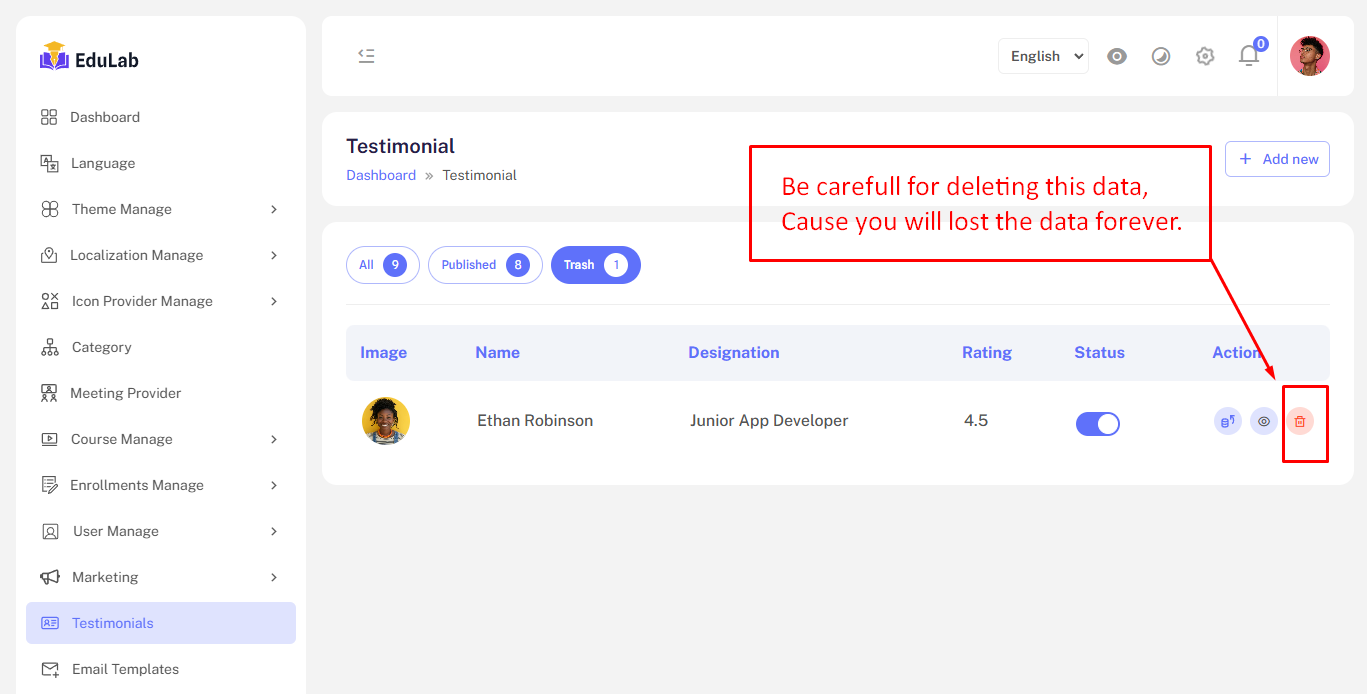 EduLab
Dashboard
Language
Theme Manage
Localization Manage
Icon Provider Manage
Category
Meeting Provider
Course Manage
Enrollments Manage
User Manage
Marketing
Testimonials
Email Templates
English
0
Testimonial
Dashboard » Testimonial
+ Add new
Be carefull for deleting this data,
Cause you will lost the data forever.
All 9 Published 8 Trash 1
Image Name Designation Rating Status Action
Ethan Robinson Junior App Developer 4.5